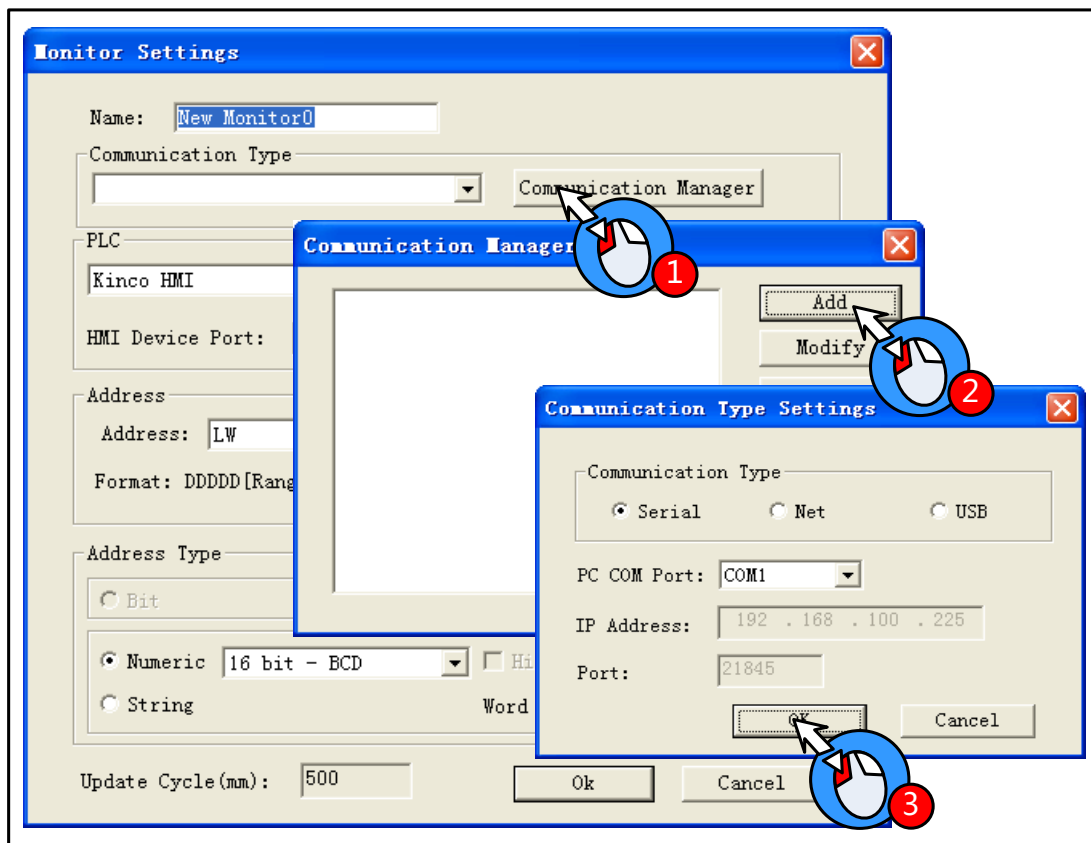 Monitor Settings
Name: New Monitor0
Communication Type
Communication Manager
1
PLC
Kinco HMI
HMI Device Port:
Address
Address: LW
Format: DDDDD[Rang
Address Type
Bit
Numeric 16 bit - BCD Hi
String Word
Update Cycle(mm): 500 Ok Cancel
Communication Manager
Add
Modify
2
Communication Type Settings
Communication Type
Serial Net USB
PC COM Port: COM1
IP Address: 192 . 168 . 100 . 225
Port: 21845
OK Cancel
3